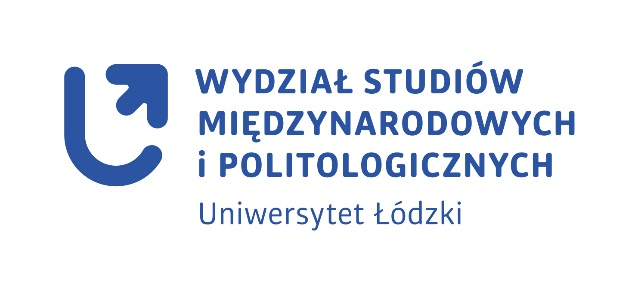 WYDZIAŁ STUDIÓW
MIĘDZYNARODOWYCH
i POLITOLOGICZNYCH
Uniwersytet Łódzki